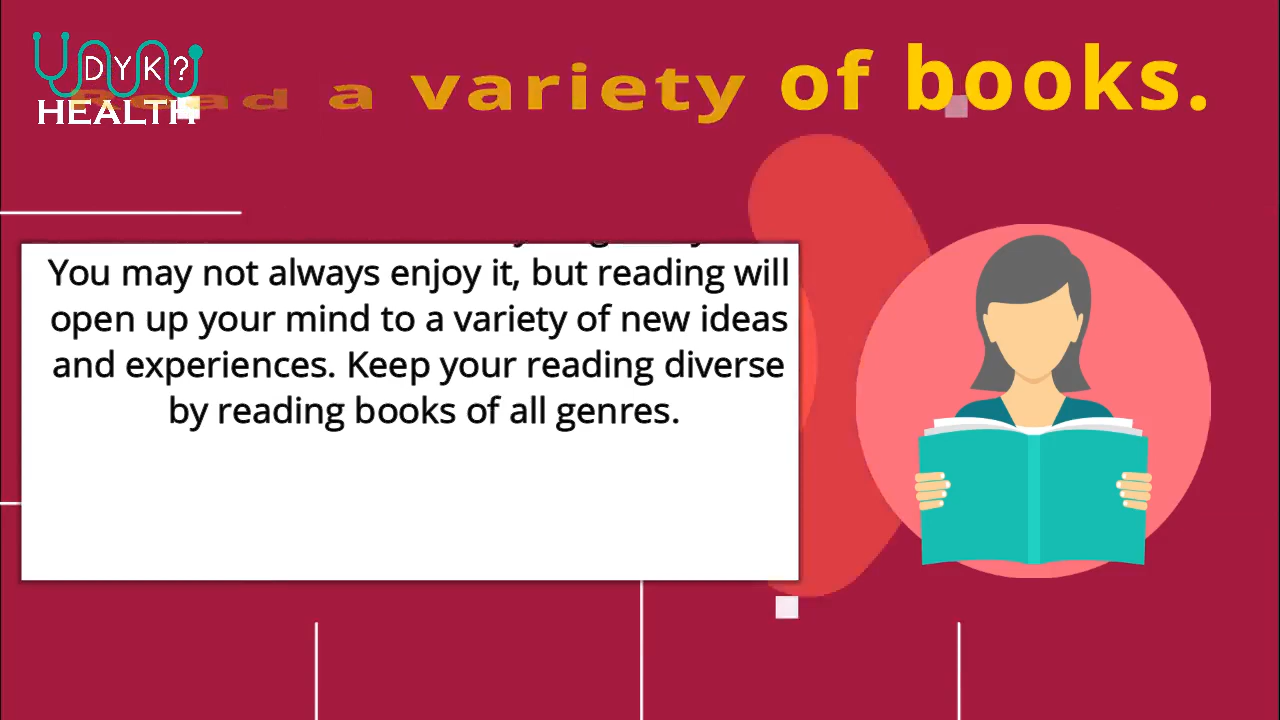 DYK?
HEALTH
Read a variety of books.
You may not always enjoy it, but reading will
open up your mind to a variety of new ideas
and experiences. Keep your reading diverse
by reading books of all genres.